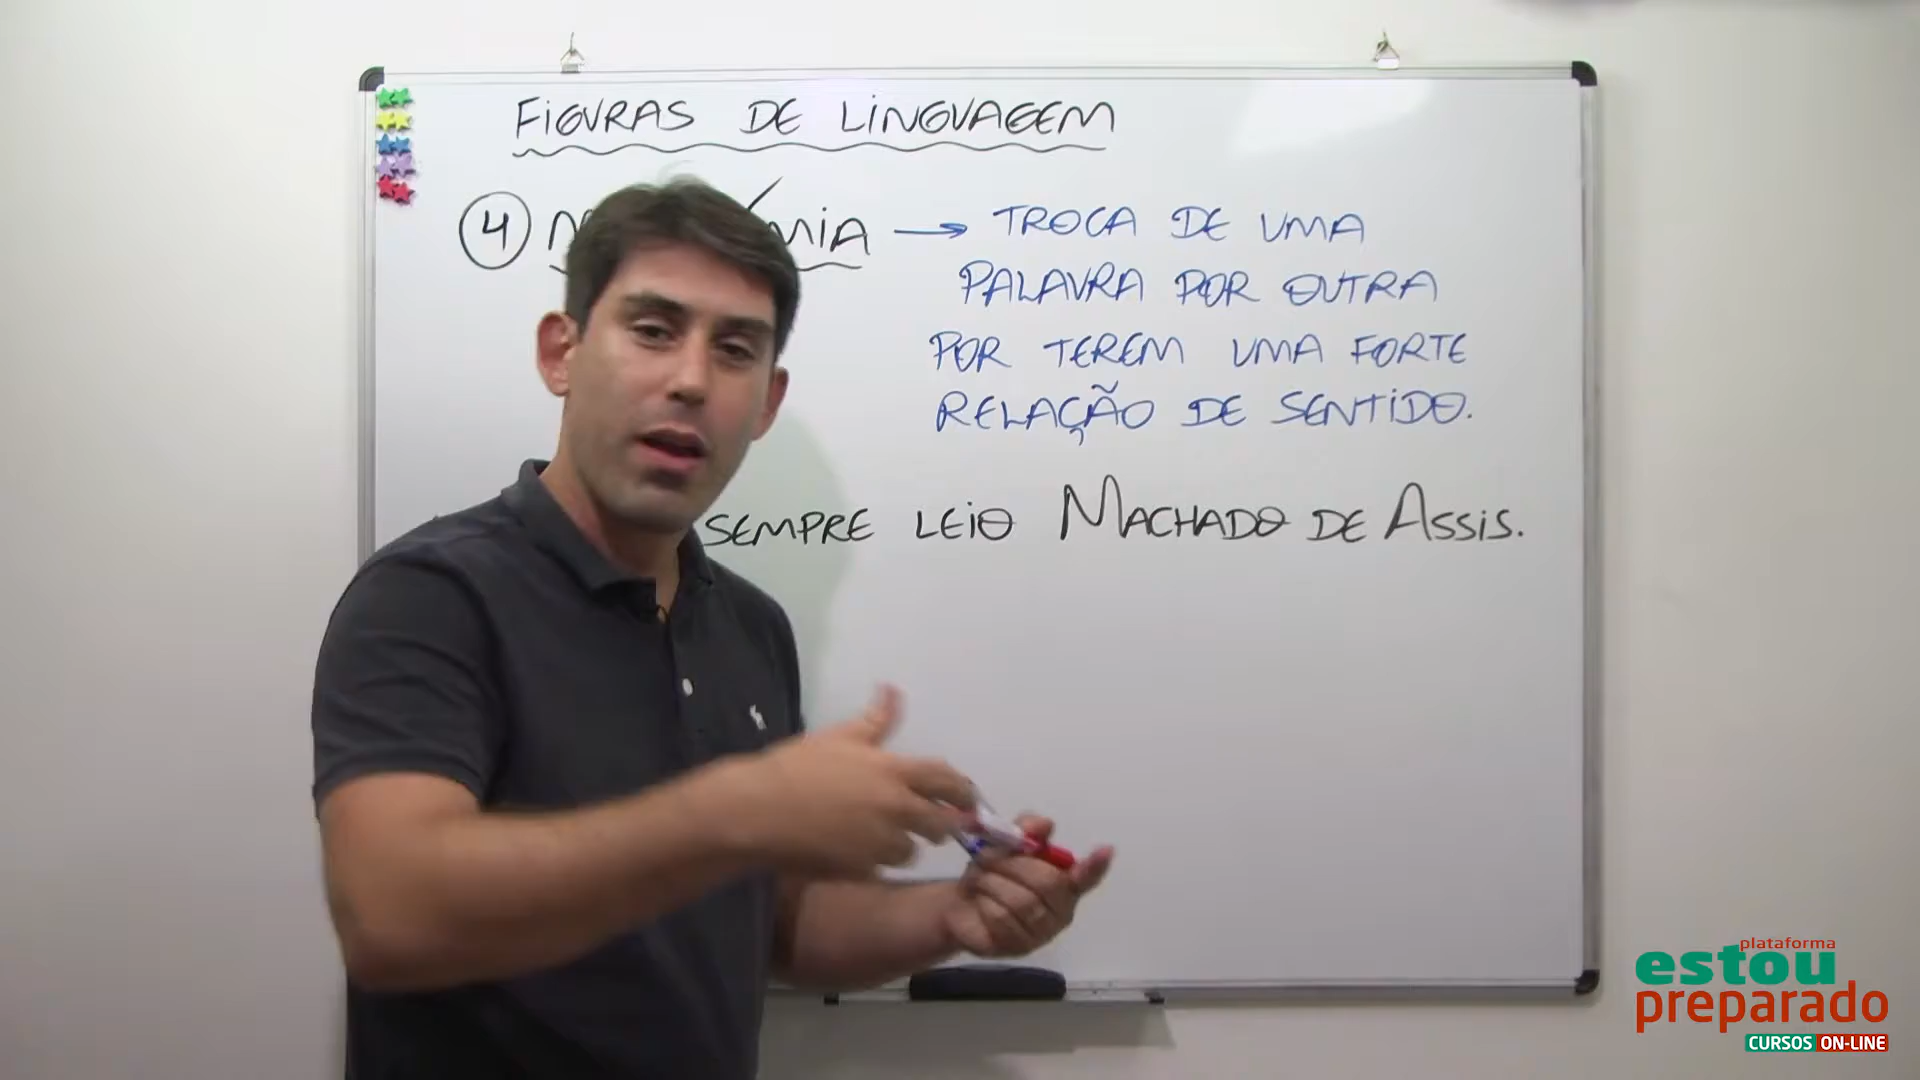 FIGURAS DE LINGUAGEM
4
TROCA DE UMA
PALAVRA POR OUTRA
POR TEREM UMA FORTE
RELAÇÃO DE SENTIDO.
SEMPRE LEIO MACHADO DE ASSIS.
plataforma
estou
preparado
CURSOS ON-LINE